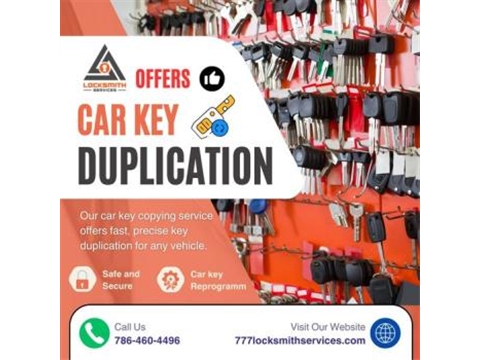 LOCKSMITH
SERVICES
OFFERS
CAR KEY
DUPLICATION
Our car key copying service
offers fast, precise key
duplication for any vehicle.
Safe and
Secure
Car key
Reprogramm
Call Us
786-460-4496
Visit Our Website
777locksmithservices.com